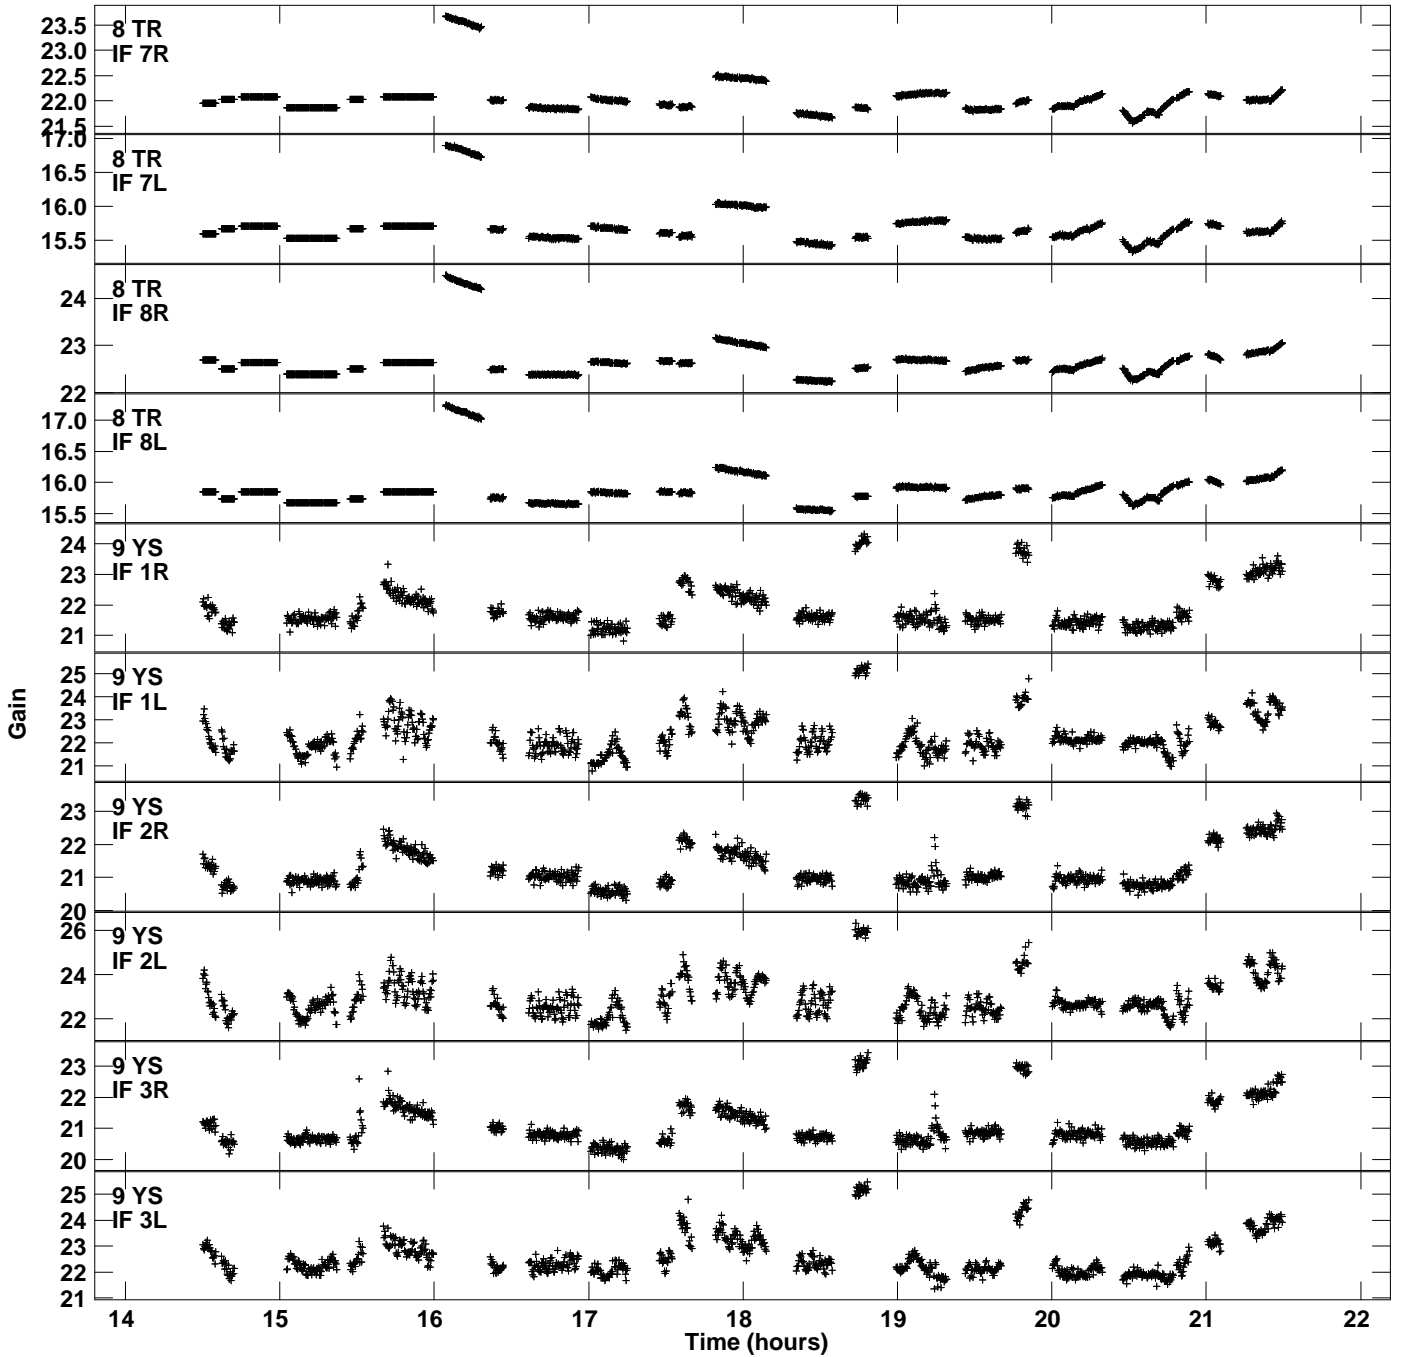 8 TR
IF 7R
23.5
23.0
22.5
22.0
21.5
8 TR
IF 7L
17.0
16.5
16.0
15.5
8 TR
IF 8R
24
23
22
8 TR
IF 8L
17.0
16.5
16.0
15.5
9 YS
IF 1R
24
23
22
21
9 YS
IF 1L
25
24
23
22
21
9 YS
IF 2R
23
22
21
20
9 YS
IF 2L
26
24
22
9 YS
IF 3R
23
22
21
20
9 YS
IF 3L
25
24
23
22
21
Gain
14 15 16 17 18 19 20 21 22
Time (hours)